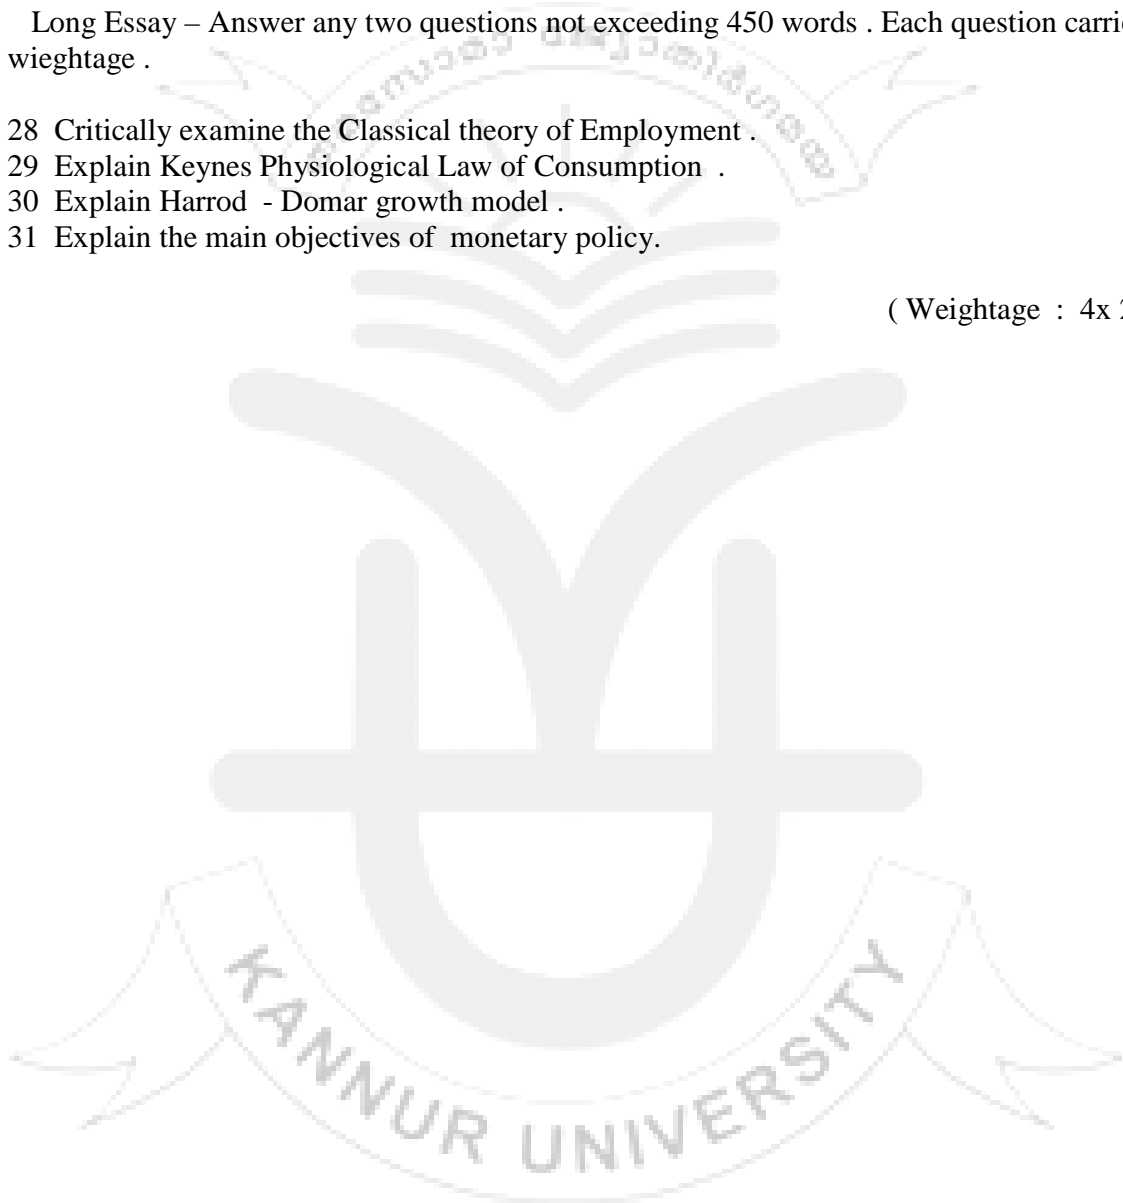 Long Essay – Answer any two questions not exceeding 450 words . Each question carri
wieghtage .
28 Critically examine the Classical theory of Employment .
29 Explain Keynes Physiological Law of Consumption .
30 Explain Harrod - Domar growth model .
31 Explain the main objectives of monetary policy.
( Weightage : 4x 2
KANNUR UNIVERSITY